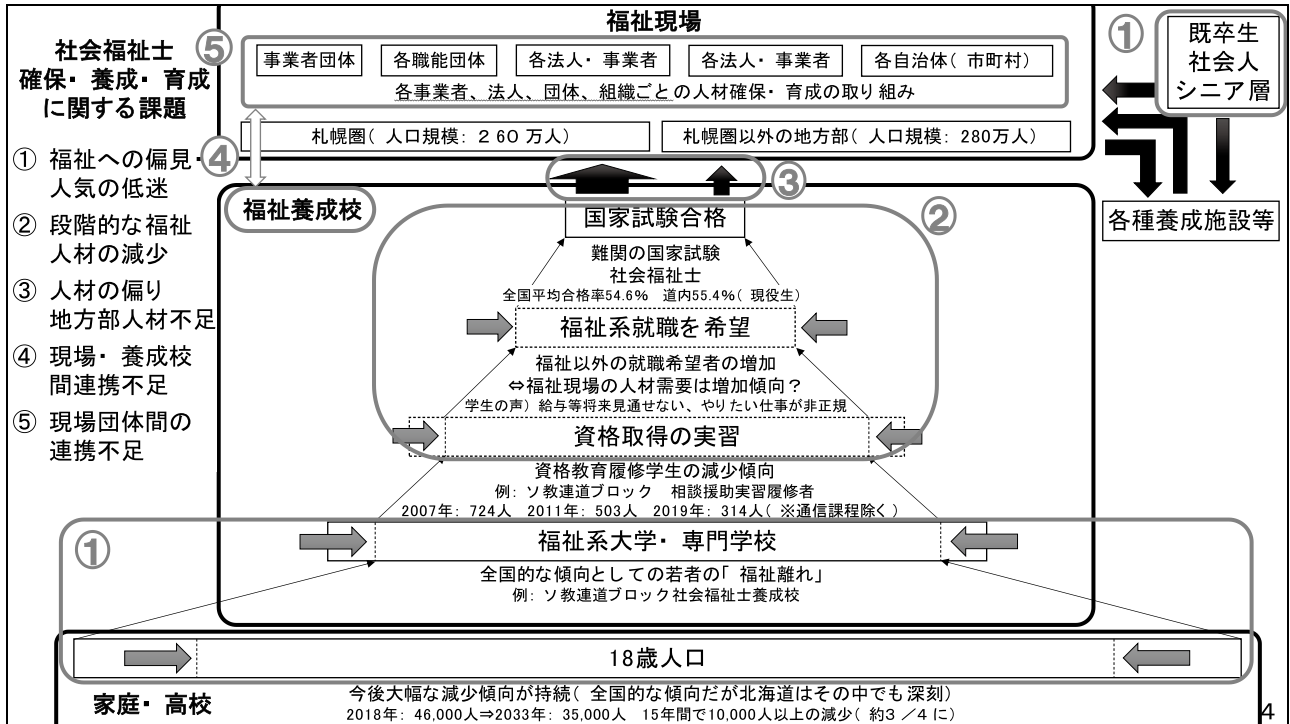 福祉現場
社会福祉士
確保・養成・育成
に関する課題
① 福祉への偏見・
人気の低迷
② 段階的な福祉
人材の減少
③ 人材の偏り
地方部人材不足
④ 現場・養成校
間連携不足
⑤ 現場団体間の
連携不足
⑤
事業者団体
各職能団体
各法人・事業者
各法人・事業者
各自治体(市町村)
各事業者、法人、団体、組織ごとの人材確保・育成の取り組み
札幌圏(人口規模:260万人)
札幌圏以外の地方部(人口規模:280万人)
①
既卒生
社会人
シニア層
各種養成施設等
④
③
福祉養成校
②
国家試験合格
難関の国家試験
社会福祉士
全国平均合格率54.6% 道内55.4%(現役生)
福祉系就職を希望
福祉以外の就職希望者の増加
⇔福祉現場の人材需要は増加傾向?
学生の声)給与等将来見通せない、やりたい仕事が非正規
資格取得の実習
資格教育履修学生の減少傾向
例:ソ教連道ブロック 相談援助実習履修者
2007年:724人 2011年:503人 2019年:314人(※通信課程除く)
①
福祉系大学・専門学校
全国的な傾向としての若者の「福祉離れ」
例:ソ教連道ブロック社会福祉士養成校
18歳人口
家庭・高校
今後大幅な減少傾向が持続(全国的な傾向だが北海道はその中でも深刻)
2018年:46,000人⇒2033年:35,000人 15年間で10,000人以上の減少(約3/4に)
4